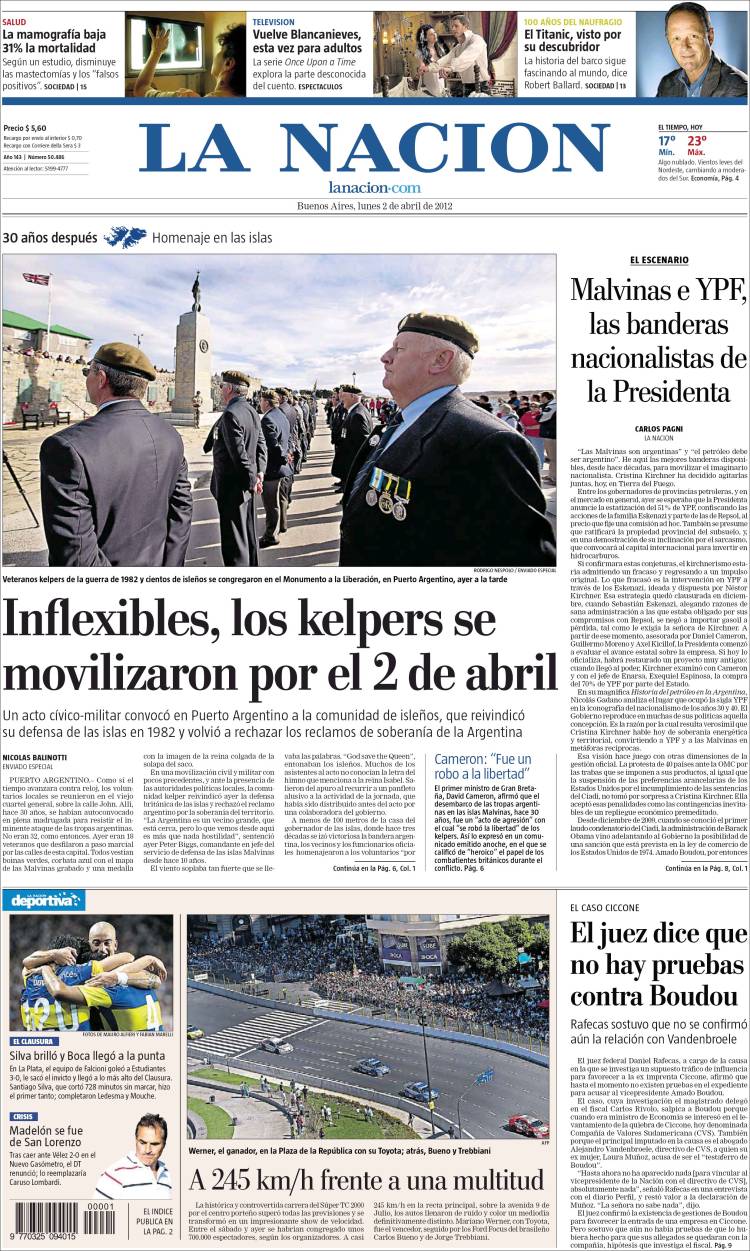 SALUD
La mamografía baja
31% la mortalidad
Según un estudio, disminuye
las mastectomías y los "falsos
positivos". SOCIEDAD | 15
TELEVISION
Vuelve Blancanieves,
esta vez para adultos
La serie Once Upon a Time
explora la parte desconocida
del cuento. ESPECTACULOS
100 AÑOS DEL NAUFRAGIO
El Titanic, visto por
su descubridor
La historia del barco sigue
fascinando al mundo, dice
Robert Ballard. SOCIEDAD | 13
Precio $ 5,60
Recargo por envío al interior $ 0,70
Recargo con Corriere della Sera $ 3
Año 143 | Número 50.486
Atención al lector: 5199-4777
LA NACION
lanacion.com
EL TIEMPO, HOY
17º 23º
Mín. Máx.
Algo nublado. Vientos leves del
Nordeste, cambiando a modera-
dos del Sur. Economía, Pág. 4
Buenos Aires, lunes 2 de abril de 2012
30 años después Homenaje en las islas
RODRIGO NESPOLO / ENVIADO ESPECIAL
Veteranos kelpers de la guerra de 1982 y cientos de isleños se congregaron en el Monumento a la Liberación, en Puerto Argentino, ayer a la tarde
Inflexibles, los kelpers se
movilizaron por el 2 de abril
Un acto cívico-militar convocó en Puerto Argentino a la comunidad de isleños, que reivindicó
su defensa de las islas en 1982 y volvió a rechazar los reclamos de soberanía de la Argentina
NICOLAS BALINOTTI
ENVIADO ESPECIAL
PUERTO ARGENTINO.– Como si el
tiempo avanzara contra reloj, los volun-
tarios locales se reunieron en el viejo
cuartel general, sobre la calle John. Allí,
hace 30 años, se habían autoconvocado
en plena madrugada para resistir el in-
minente ataque de las tropas argentinas.
No eran 32, como entonces. Ayer 18
veteranos que desfilaron a paso marcial
por las calles de esta capital. Todos vestían
boinas verdes, corbata azul con el mapa
de las Malvinas grabado y una medalla
con la imagen de la reina colgada de la
solapa del saco.
En una movilización civil y militar con
pocos precedentes, y ante la presencia de
las autoridades políticas locales, la comu-
nidad kelper reivindicó ayer la defensa
británica de las islas y rechazó el reclamo
argentino por la soberanía del territorio.
"La Argentina es un vecino grande, que
está cerca, pero lo que vemos desde aquí
es más de lo mismo y hostilidad", sentenció
ayer Peter Biggs, comandante en jefe del
servicio de defensa de las islas Malvinas
desde hace 10 años.
El viento soplaba tan fuerte que se lle-
vaba las palabras. "God save the Queen",
entonaban los isleños. Muchos de los
asistentes al acto no conocían la letra del
himno que menciona a la reina Isabel. Sa-
lieron del apuro al recurrir a un panfleto
alusivo a la actividad de la jornada, que
había sido distribuido antes del acto por
una colaboradora del gobierno.
A menos de 100 metros de la casa del
gobernador de las islas, donde hace tres
décadas se izó victoriosa la bandera argen-
tina, los vecinos y los funcionarios oficia-
les homenajearon a los voluntarios "por
Continúa en la Pág. 6, Col. 1
Cameron: "Fue un
robo a la libertad"
El primer ministro de Gran Breta-
ña, David Cameron, afirmó que el
desembarco de las tropas argenti-
nas en las islas Malvinas, hace 30
años, fue un "acto de agresión" con
el cual "se robó la libertad" de los
kelpers. Así lo expresó en un comu-
nicado emitido anoche, en el que se
calificó de "heroico" el papel de los
combatientes británicos durante el
conflicto. Pág. 6
EL ESCENARIO
Malvinas e YPF,
las banderas
nacionalistas de
la Presidenta
CARLOS PAGNI
LA NACION
"Las Malvinas son argentinas" y "el petróleo debe
ser argentino". He aquí las mejores banderas disponi-
bles, desde hace décadas, para movilizar el imaginario
nacionalista. Cristina Kirchner ha decidido agitarlas
juntas, hoy, en Tierra del Fuego.
Entre los gobernadores de provincias petroleras, y en
el mercado en general, ayer se esperaba que la Presidenta
anuncie la estatización del 51% de YPF, confiscando las
acciones de la familia Eskenazi y parte de las de Repsol, al
precio que fije una comisión ad hoc. También se presume
que ratificará la propiedad provincial del subsuelo, y,
en una demostración de su inclinación por el sarcasmo,
que convocará al capital internacional para invertir en
hidrocarburos.
Si confirmara estas conjeturas, el kirchnerismo esta-
ría admitiendo un fracaso y regresando a un impulso
original. Lo que fracasó es la intervención en YPF a
través de los Eskenazi, ideada y dispuesta por Néstor
Kirchner. Esa estrategia quedó clausurada en diciem-
bre, cuando Sebastián Eskenazi, alegando razones de
sana administración a las que estaba obligado por sus
compromisos con Repsol, se negó a importar gasoil a
pérdida, tal como le exigía la señora de Kirchner. A
partir de ese momento, asesorada por Daniel Cameron,
Guillermo Moreno y Axel Kicillof, la Presidenta comenzó
a evaluar el avance estatal sobre la empresa. Si hoy lo
oficializa, habrá restaurado un proyecto muy antiguo:
cuando llegó al poder, Kirchner examinó con Cameron
y con el jefe de Enarsa, Exequiel Espinosa, la compra
del 70% de YPF por parte del Estado.
En su magnífica Historia del petróleo en la Argentina,
Nicolás Gadano analiza el lugar que ocupó la sigla YPF
en la iconografía del nacionalismo de los años 30 y 40. El
Gobierno reproduce en muchas de sus políticas aquella
concepción. Es la razón por la cual resulta verosímil que
Cristina Kirchner hable hoy de soberanía energética
y territorial, convirtiendo a YPF y a las Malvinas en
metáforas recíprocas.
Esa visión hace juego con otras dimensiones de la
gestión oficial. La protesta de 40 países ante la OMC por
las trabas que se imponen a sus productos, al igual que
la suspensión de las preferencias arancelarias de los
Estados Unidos por el incumplimiento de las sentencias
del Ciadi, no tomó por sorpresa a Cristina Kirchner. Ella
aceptó esas penalidades como las contingencias inevita-
bles de un repliegue económico premeditado.
Desde diciembre de 2009, cuando se conoció el primer
laudo condenatorio del Ciadi, la administración de Barack
Obama vino adelantando al Gobierno la posibilidad de
una sanción que está prevista en la ley de comercio de
los Estados Unidos de 1974. Amado Boudou, por entonces
Continúa en la Pág. 8, Col. 1
LA NACION
deportiva
FOTOS DE MAURO ALFIERI Y FABIAN MARELLI
EL CLAUSURA
Silva brilló y Boca llegó a la punta
En La Plata, el equipo de Falcioni goleó a Estudiantes
3-0, le sacó el invicto y llegó a lo más alto del Clausura.
Santiago Silva, que cortó 728 minutos sin marcar, hizo
el primer tanto; completaron Ledesma y Mouche.
CRISIS
Madelón se fue
de San Lorenzo
Tras caer ante Vélez 2-0 en el
Nuevo Gasómetro, el DT
renunció; lo reemplazaría
Caruso Lombardi.
00001
9 770325 094015
EL INDICE
PUBLICA EN
LA PAG. 2
AFP
Werner, el ganador, en la Plaza de la República con su Toyota; atrás, Bueno y Trebbiani
A 245 km/h frente a una multitud
La histórica y controvertida carrera del Súper TC 2000
por el centro porteño superó todas las previsiones y se
transformó en un impresionante show de velocidad.
Entre el sábado y ayer se habrían congregado unos
700.000 espectadores, según los organizadores. A casi
245 km/h en la recta principal, sobre la avenida 9 de
Julio, los autos llenaron de ruido y color un mediodía
definitivamente distinto. Mariano Werner, con Toyota,
fue el vencedor, seguido por los Ford Focus del brasileño
Carlos Bueno y de Jorge Trebbiani.
EL CASO CICCONE
El juez dice que
no hay pruebas
contra Boudou
Rafecas sostuvo que no se confirmó
aún la relación con Vandenbroele
El juez federal Daniel Rafecas, a cargo de la causa
en la que se investiga un supuesto tráfico de influencia
para favorecer a la ex imprenta Ciccone, afirmó que
hasta el momento no existen pruebas en el expediente
para acusar al vicepresidente Amado Boudou.
El caso, cuya investigación el magistrado delegó
en el fiscal Carlos Rívolo, salpica a Boudou porque
cuando era ministro de Economía se interesó en el le-
vantamiento de la quiebra de Ciccone, hoy denominada
Compañía de Valores Sudamericana (CVS). También
porque el principal imputado en la causa es el abogado
Alejandro Vandenbroele, directivo de CVS, a quien su
ex mujer, Laura Muñoz, acusa de ser el "testaferro de
Boudou".
"Hasta ahora no ha aparecido nada [para vincular al
vicepresidente de la Nación con el directivo de CVS],
absolutamente nada", señaló Rafecas en una entrevista
con el diario Perfil, y restó valor a la declaración de
Muñoz. "La señora no sabe nada", dijo.
El juez confirmó la existencia de gestiones de Boudou
para favorecer la entrada de una empresa en Ciccone.
Pero sostuvo que aún no había pruebas de que lo hu-
biera hecho para que sus allegados se quedaran con la
compañía, hipótesis que investiga el fiscal. Pág. 9